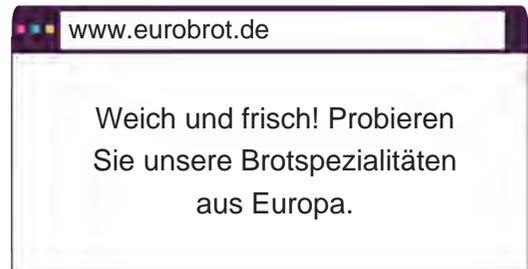 www.eurobrot.de
Weich und frisch! Probieren
Sie unsere Brotspezialitäten
aus Europa.